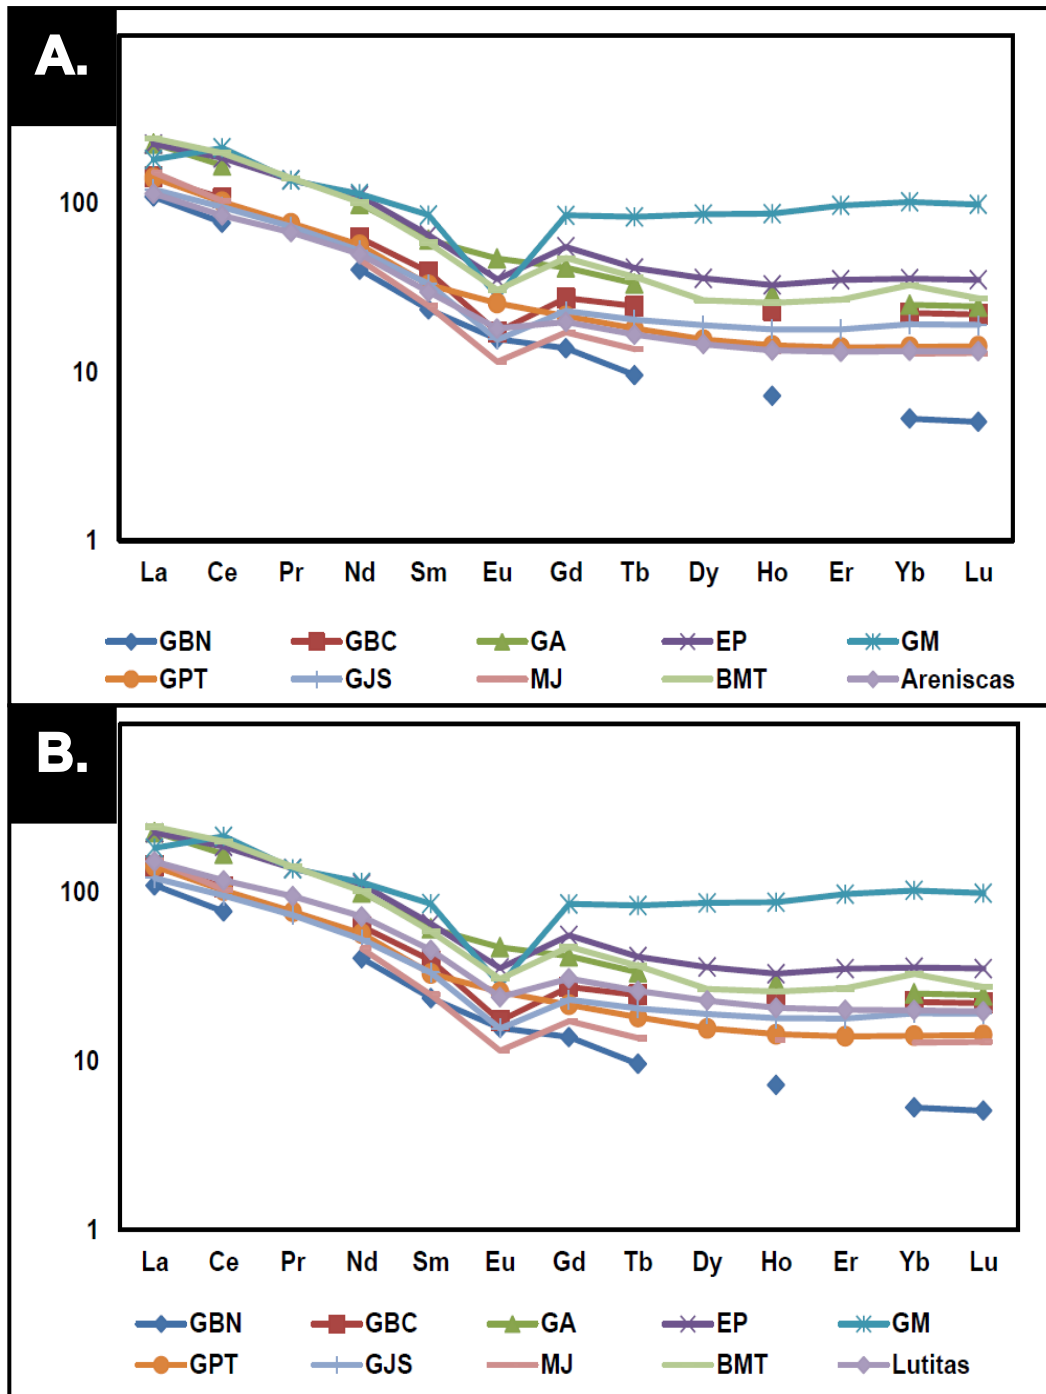 A.
100
10
1
La Ce Pr Nd Sm Eu Gd Tb Dy Ho Er Yb Lu
GBN GBC GA EP GM
GPT GJS MJ BMT Areniscas
B.
100
10
1
La Ce Pr Nd Sm Eu Gd Tb Dy Ho Er Yb Lu
GBN GBC GA EP GM
GPT GJS MJ BMT Lutitas